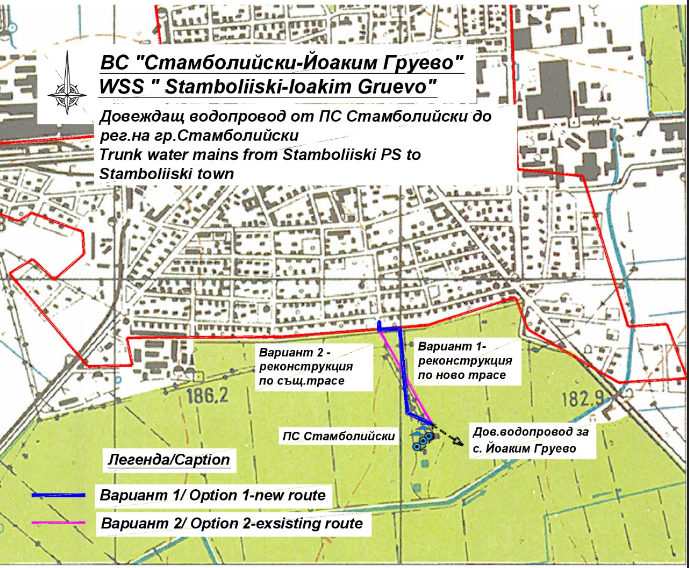 ВС "Стамболийски-Йоаким Груево"
WSS " Stamboliiski-Ioakim Gruevo"
Довеждащ водопровод от ПС Стамболийски до
рег.на гр.Стамболийски
Trunk water mains from Stamboliiski PS to
Stamboliiski town
Вариант 2 -
реконструкция
по същ.трасе
Вариант 1-
реконструкция
по ново трасе
186,2
182,9
ПС Стамболийски
Дов.водопровод за
с. Йоаким Груево
Легенда/Caption
Вариант 1/ Option 1-new route
Вариант 2/ Option 2-exsisting route